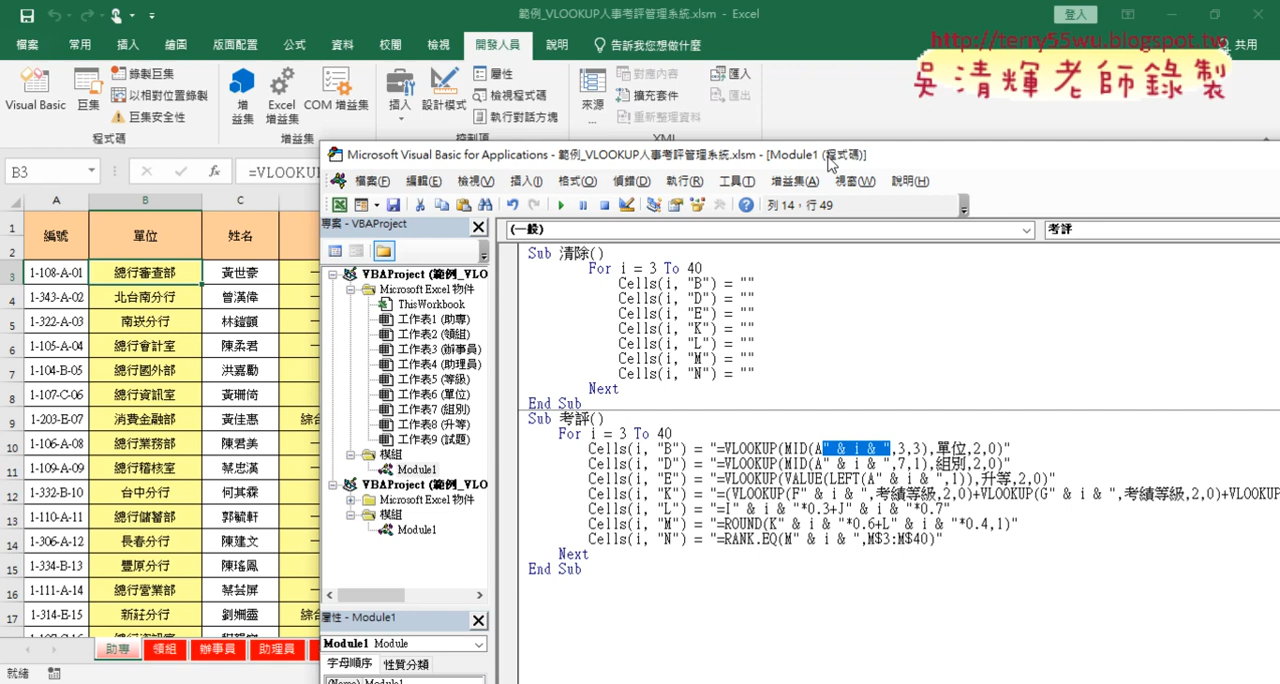 範例_VLOOKUP人事考評管理系統.xlsm - Excel
登入
檔案 常用 插入 繪圖 版面配置 公式 資料 校閱 檢視 開發人員 說明 告訴我您想做什麼 共用
http://terry55wu.blogspot.tw
吳清輝老師錄製
Visual Basic 巨集 錄製巨集 以相對位置錄製 巨集安全性 程式碼
增益集 Excel 增益集 COM 增益集 增益集
插入 設計模式 屬性 檢視程式碼 執行對話方塊 控制項
來源 ... 對應內容 擴充套件 重新整理資料 匯入 匯出 XML
B3 fx =VLOOKU
A B C
1 2 編號 單位 姓名
3 1-108-A-01 總行審查部 黃世豪
4 1-343-A-02 北台南分行 曾漢偉
5 1-322-A-03 南崁分行
6 1-105-A-04 總行會計室 陳柔君
7 1-104-B-05 總行國外部 洪嘉勵
8 1-107-C-06 總行資訊室 黃珊倚
9 1-203-E-07 消費金融部 黃佳惠 綜合
10 1-106-A-08 總行業務部 陳君美
11 1-109-A-09 總行稽核室 蔡忠漢
12 1-332-B-10 台中分行 何其霖
13 1-110-A-11 總行儲蓄部 郭毓軒
14 1-306-A-12 長春分行 陳建文
15 1-334-B-13 豐原分行 陳瑤鳳
16 1-111-A-14 總行營業部 蔡芸屏
17 1-314-E-15 新莊分行 劉姍靈 綜合
助專 領組 辦事員 助理員
就緒
Microsoft Visual Basic for Applications - 範例_VLOOKUP人事考評管理系統.xlsm - [Module1 (程式碼)]
檔案(F) 編輯(E) 檢視(V) 插入(I) 格式(O) 偵錯(D) 執行(R) 工具(T) 增益集(A) 視窗(W) 說明(H)
列 14，行 49
專案 - VBAProject
VBAProject (範例_VLO
Microsoft Excel 物件
ThisWorkbook
工作表1 (助專)
工作表2 (領組)
工作表3 (辦事員)
工作表4 (助理員)
工作表5 (等級)
工作表6 (單位)
工作表7 (組別)
工作表8 (升等)
工作表9 (試題)
模組
Module1
VBAProject (範例_VLO
Microsoft Excel 物件
模組
Module1
屬性 - Module1
Module1 Module
字母順序 性質分類
(Name) Module1
(一般) 考評
Sub 清除()
For i = 3 To 40
Cells(i, "B") = ""
Cells(i, "D") = ""
Cells(i, "E") = ""
Cells(i, "K") = ""
Cells(i, "L") = ""
Cells(i, "M") = ""
Cells(i, "N") = ""
Next
End Sub
Sub 考評()
For i = 3 To 40
Cells(i, "B") = "=VLOOKUP(MID(A" & i & ",3,3),單位,2,0)"
Cells(i, "D") = "=VLOOKUP(MID(A" & i & ",7,1),組別,2,0)"
Cells(i, "E") = "=VLOOKUP(VALUE(LEFT(A" & i & ",1)),升等,2,0)"
Cells(i, "K") = "=(VLOOKUP(F" & i & ",考績等級,2,0)+VLOOKUP(G" & i & ",考績等級,2,0)+VLOOKUP
Cells(i, "L") = "=I" & i & "*0.3+J" & i & "*0.7"
Cells(i, "M") = "=ROUND(K" & i & "*0.6+L" & i & "*0.4,1)"
Cells(i, "N") = "=RANK.EQ(M" & i & ",M$3:M$40)"
Next
End Sub